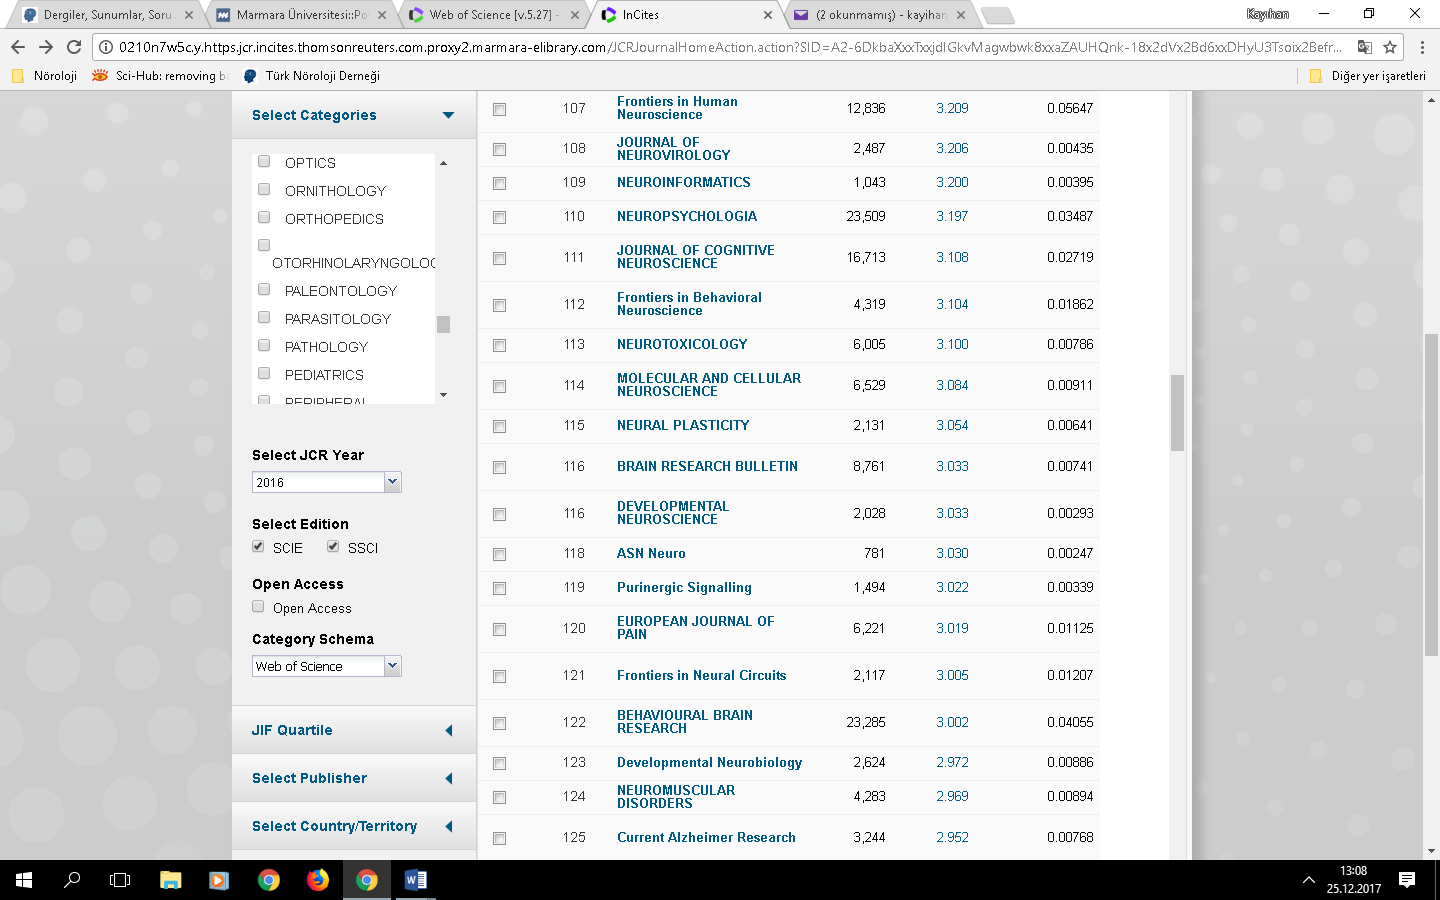 Dergiler, Sunumlar, Soru
Marmara Üniversitesi::Po
Web of Science [v.5.27] -
InCites
(2 okunmamış) - kayihan
Kayıhan
0210n7w5c.y.https.jcr.incites.thomsonreuters.com.proxy2.marmara-elibrary.com/JCRJournalHomeAction.action?
Nöroloji
Sci-Hub: removing b
Türk Nöroloji Derneği
Diğer yer işaretleri
Select Categories
OPTICS
ORNITHOLOGY
ORTHOPEDICS
OTORHINOLARYNGOLOG
PALEONTOLOGY
PARASITOLOGY
PATHOLOGY
PEDIATRICS
PERIPHERAL
Select JCR Year
2016
Select Edition
SCIE SSCI
Open Access
Open Access
Category Schema
Web of Science
JIF Quartile
Select Publisher
Select Country/Territory
107 Frontiers in Human 12,836 3.209 0.05647
Neuroscience
108 JOURNAL OF 2,487 3.206 0.00435
NEUROVIROLOGY
109 NEUROINFORMATICS 1,043 3.200 0.00395
110 NEUROPSYCHOLOGIA 23,509 3.197 0.03487
111 JOURNAL OF COGNITIVE 16,713 3.108 0.02719
NEUROSCIENCE
112 Frontiers in Behavioral 4,319 3.104 0.01862
Neuroscience
113 NEUROTOXICOLOGY 6,005 3.100 0.00786
114 MOLECULAR AND CELLULAR 6,529 3.084 0.00911
NEUROSCIENCE
115 NEURAL PLASTICITY 2,131 3.054 0.00641
116 BRAIN RESEARCH BULLETIN 8,761 3.033 0.00741
116 DEVELOPMENTAL 2,028 3.033 0.00293
NEUROSCIENCE
118 ASN Neuro 781 3.030 0.00247
119 Purinergic Signalling 1,494 3.022 0.00339
120 EUROPEAN JOURNAL OF 6,221 3.019 0.01125
PAIN
121 Frontiers in Neural Circuits 2,117 3.005 0.01207
122 BEHAVIOURAL BRAIN 23,285 3.002 0.04055
RESEARCH
123 Developmental Neurobiology 2,624 2.972 0.00886
124 NEUROMUSCULAR 4,283 2.969 0.00894
DISORDERS
125 Current Alzheimer Research 3,244 2.952 0.00768
13:08
25.12.2017